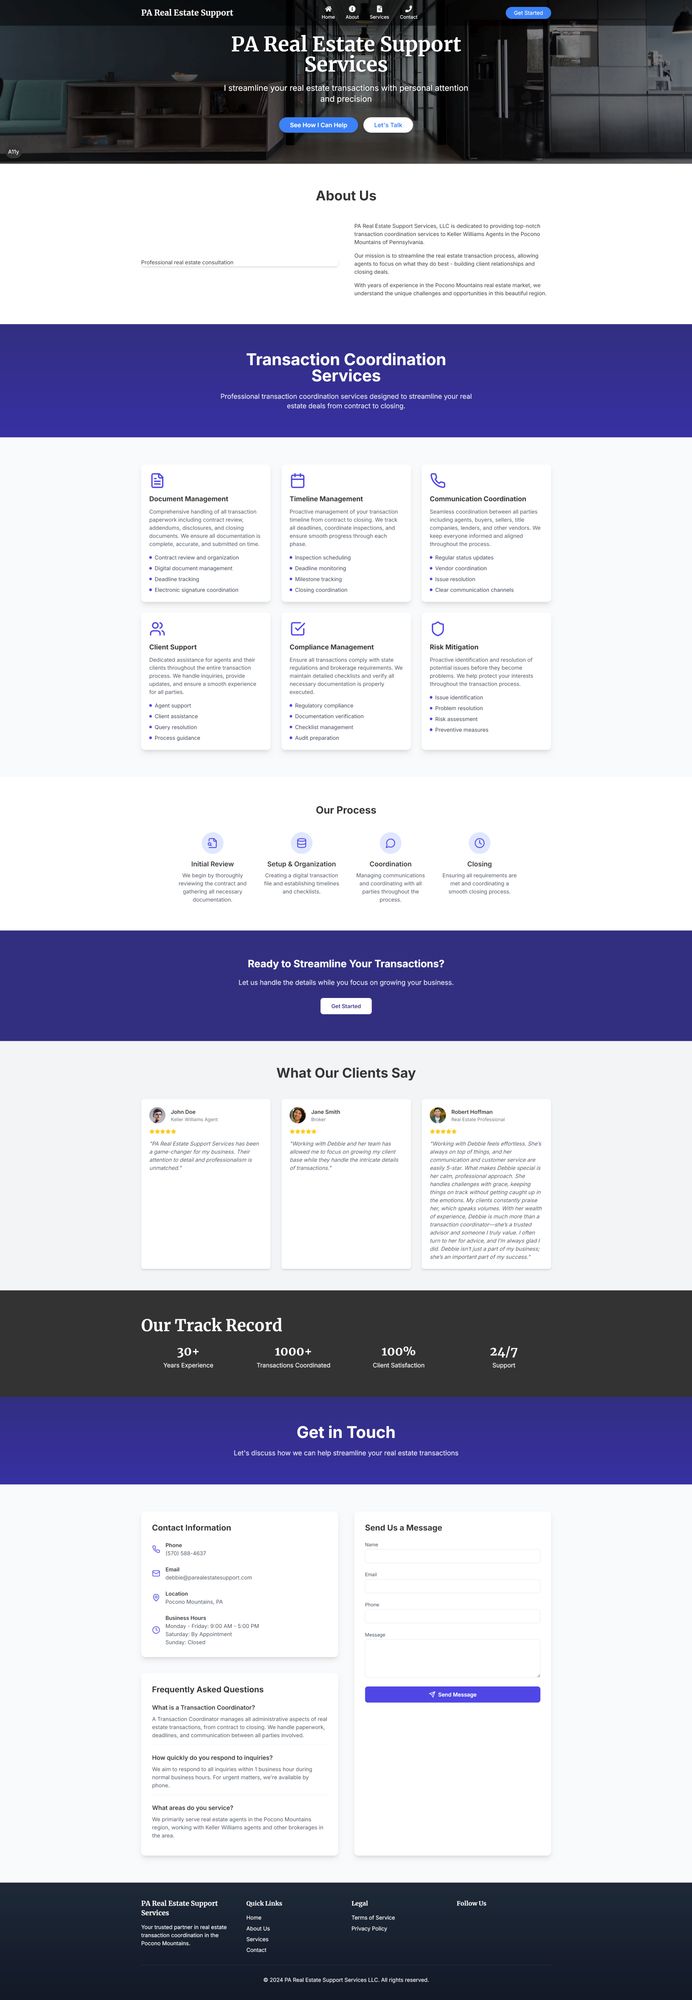 PA Real Estate Support
Home
About
Services
Contact
Get Started
PA Real Estate Support
Services
I streamline your real estate transactions with personal attention
and precision
See How I Can Help
Let's Talk
A11y
About Us
Professional real estate consultation
PA Real Estate Support Services, LLC is dedicated to providing top-notch
transaction coordination services to Keller Williams Agents in the Pocono
Mountains of Pennsylvania.
Our mission is to streamline the real estate transaction process, allowing
agents to focus on what they do best - building client relationships and
closing deals.
With years of experience in the Pocono Mountains real estate market, we
understand the unique challenges and opportunities in this beautiful region.
Transaction Coordination
Services
Professional transaction coordination services designed to streamline your real
estate deals from contract to closing.
Document Management
Comprehensive handling of all transaction
paperwork including contract review,
addendums, disclosures, and closing
documents. We ensure all documentation is
complete, accurate, and submitted on time.
Contract review and organization
Digital document management
Deadline tracking
Electronic signature coordination
Timeline Management
Proactive management of your transaction
timeline from contract to closing. We track
all deadlines, coordinate inspections, and
ensure smooth progress through each
phase.
Inspection scheduling
Deadline monitoring
Milestone tracking
Closing coordination
Communication Coordination
Seamless coordination between all parties
including agents, buyers, sellers, title
companies, lenders, and other vendors. We
keep everyone informed and aligned
throughout the process.
Regular status updates
Vendor coordination
Issue resolution
Clear communication channels
Client Support
Dedicated assistance for agents and their
clients throughout the entire transaction
process. We handle inquiries, provide
updates, and ensure a smooth experience
for all parties.
Agent support
Client assistance
Query resolution
Process guidance
Compliance Management
Ensure all transactions comply with state
regulations and brokerage requirements. We
maintain detailed checklists and verify all
necessary documentation is properly
executed.
Regulatory compliance
Documentation verification
Checklist management
Audit preparation
Risk Mitigation
Proactive identification and resolution of
potential issues before they become
problems. We help protect your interests
throughout the transaction process.
Issue identification
Problem resolution
Risk assessment
Preventive measures
Our Process
Initial Review
We begin by thoroughly
reviewing the contract and
gathering all necessary
documentation.
Setup & Organization
Creating a digital transaction
file and establishing timelines
and checklists.
Coordination
Managing communications
and coordinating with all
parties throughout the
process.
Closing
Ensuring all requirements are
met and coordinating a
smooth closing process.
Ready to Streamline Your Transactions?
Let us handle the details while you focus on growing your business.
Get Started
What Our Clients Say
John Doe
Keller Williams Agent
"PA Real Estate Support Services has been
a game-changer for my business. Their
attention to detail and professionalism is
unmatched."
Jane Smith
Broker
"Working with Debbie and her team has
allowed me to focus on growing my client
base while they handle the intricate details
of transactions."
Robert Hoffman
Real Estate Professional
"Working with Debbie feels effortless. She's
always on top of things, and her
communication and customer service are
easily 5-star. What makes Debbie special is
her calm, professional approach. She
handles challenges with grace, keeping
things on track without getting caught up in
the emotions. My clients constantly praise
her, which speaks volumes. With her wealth
of experience, Debbie is much more than a
transaction coordinator—she's a trusted
advisor and someone I truly value. I often
turn to her for advice, and I'm always glad I
did. Debbie isn't just a part of my business;
she's an important part of my success."
Our Track Record
30+
Years Experience
1000+
Transactions Coordinated
100%
Client Satisfaction
24/7
Support
Get in Touch
Let's discuss how we can help streamline your real estate transactions
Contact Information
Phone
(570) 588-4637
Email
debbie@parealestatesupport.com
Location
Pocono Mountains, PA
Business Hours
Monday - Friday: 9:00 AM - 5:00 PM
Saturday: By Appointment
Sunday: Closed
Frequently Asked Questions
What is a Transaction Coordinator?
A Transaction Coordinator manages all administrative aspects of real
estate transactions, from contract to closing. We handle paperwork,
deadlines, and communication between all parties involved.
How quickly do you respond to inquiries?
We aim to respond to all inquiries within 1 business hour during
normal business hours. For urgent matters, we're available by
phone.
What areas do you service?
We primarily serve real estate agents in the Pocono Mountains
region, working with Keller Williams agents and other brokerages in
the area.
Send Us a Message
Name
Email
Phone
Message
Send Message
PA Real Estate Support
Services
Your trusted partner in real estate
transaction coordination in the
Pocono Mountains.
Quick Links
Home
About Us
Services
Contact
Legal
Terms of Service
Privacy Policy
Follow Us
© 2024 PA Real Estate Support Services LLC. All rights reserved.